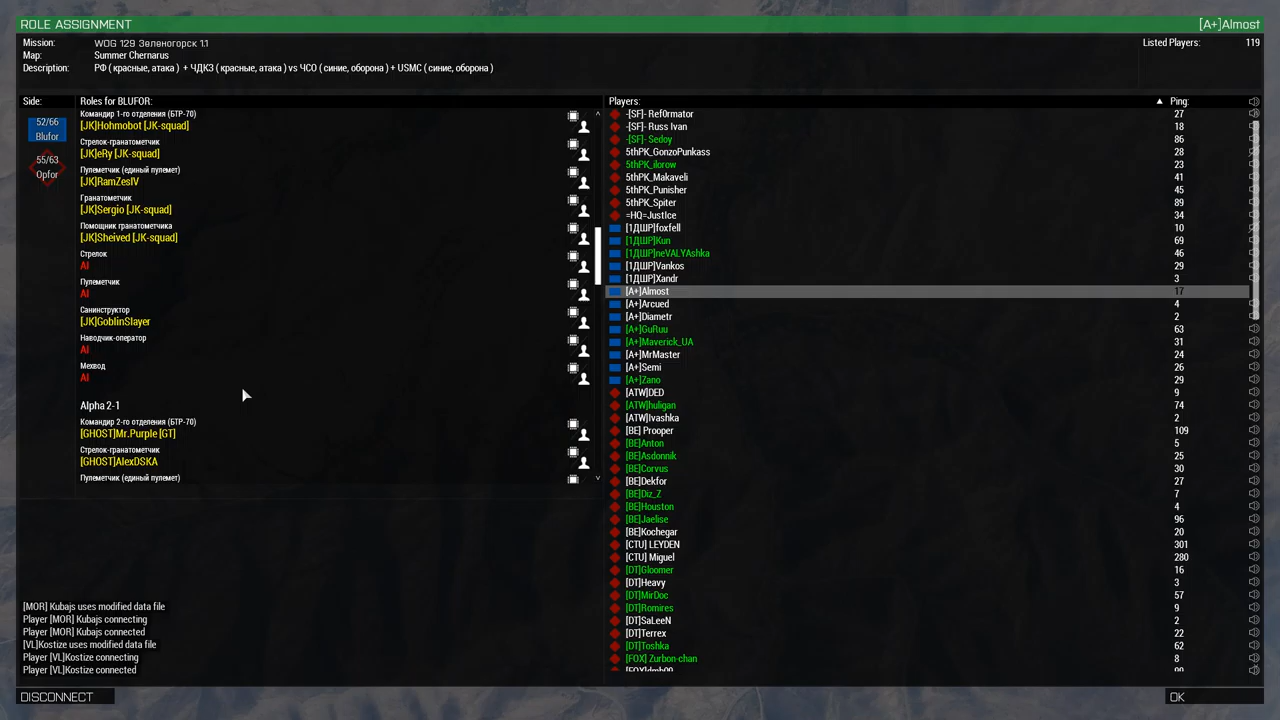 ROLE ASSIGNMENT
[A+]Almost
Mission: WOG 129 Зеленогорск 1.1
Listed Players: 119
Map: Summer Chernarus
Description: РФ ( красные, атака ) + ЧДКЗ ( красные, атака ) vs ЧСО ( синие, оборона ) + USMC ( синие, оборона )
Side:
52/66
Blufor
55/63
Opfor
Roles for BLUFOR:
Командир 1-го отделения (БТР-70)
[JK]Hohmobot [JK-squad]
Стрелок-гранатометчик
[JK]eRy [JK-squad]
Пулеметчик (единый пулемет)
[JK]RamZesIV
Гранатометчик
[JK]Sergio [JK-squad]
Помощник гранатометчика
[JK]Sheived [JK-squad]
Стрелок
AI
Пулеметчик
AI
Санинструктор
[JK]GoblinSlayer
Наводчик-оператор
AI
Мехвод
AI
Alpha 2-1
Командир 2-го отделения (БТР-70)
[GHOST]Mr.Purple [GT]
Стрелок-гранатометчик
[GHOST]AlexDSKA
Пулеметчик (единый пулемет)
Players: Ping:
-[SF]- Ref0rmator 27
-[SF]- Russ Ivan 18
-[SF]- Sedoy 86
5thPK_GonzoPunkass 28
5thPK_ilorow 23
5thPK_Makaveli 41
5thPK_Punisher 45
5thPK_Spiter 89
=HQ=JustIce 34
[1ДШР]foxfell 10
[1ДШР]Kun 69
[1ДШР]neVALYAshka 46
[1ДШР]Vankos 29
[1ДШР]Xandr 3
[A+]Almost 17
[A+]Arcued 4
[A+]Diametr 2
[A+]GuRuu 63
[A+]Maverick_UA 31
[A+]MrMaster 24
[A+]Semi 26
[A+]Zano 29
[ATW]DED 9
[ATW]huligan 74
[ATW]Ivashka 2
[BE] Prooper 109
[BE]Anton 5
[BE]Asdonnik 25
[BE]Corvus 30
[BE]Dekfor 27
[BE]Diz_Z 7
[BE]Houston 4
[BE]Jaelise 96
[BE]Kochegar 20
[CTU] LEYDEN 301
[CTU] Miguel 280
[DT]Gloomer 16
[DT]Heavy 3
[DT]MirDoc 57
[DT]Romires 9
[DT]SaLeeN 2
[DT]Terrex 22
[DT]Toshka 62
[FOX] Zurbon-chan 8
[MOR] Kubajs uses modified data file
Player [MOR] Kubajs connecting
Player [MOR] Kubajs connected
[VL]Kostize uses modified data file
Player [VL]Kostize connecting
Player [VL]Kostize connected
DISCONNECT
OK